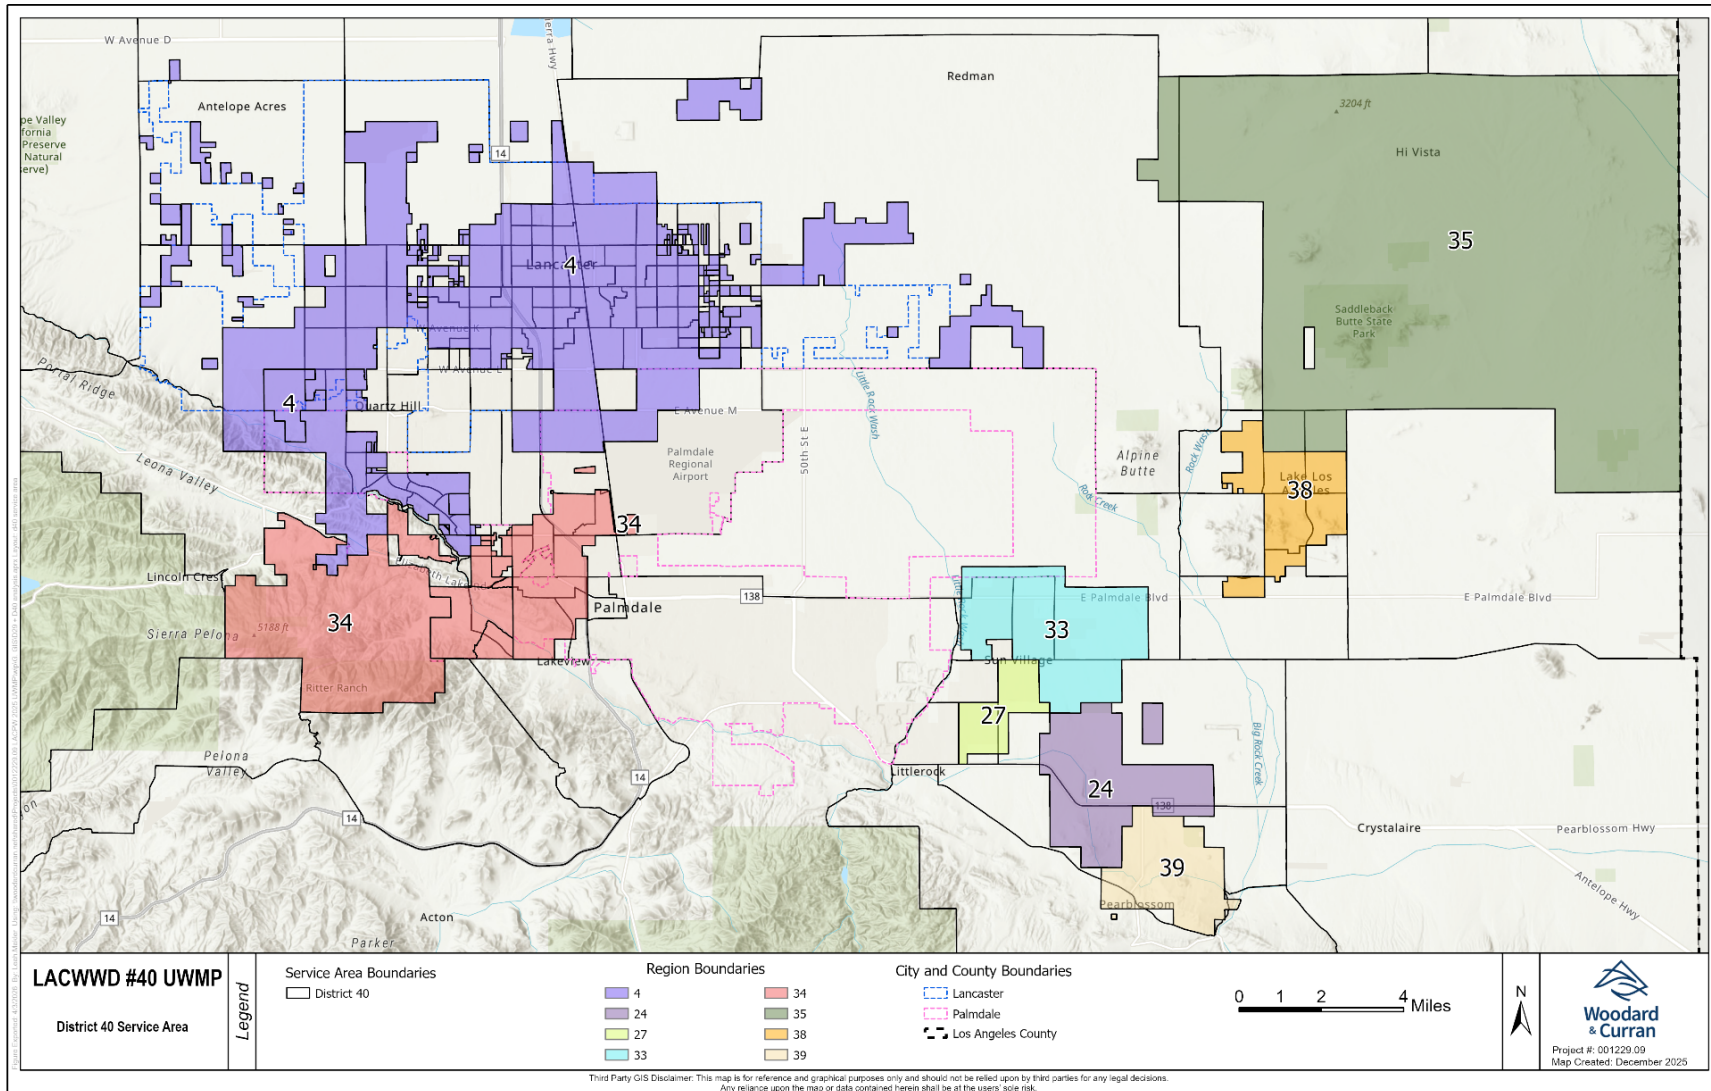 W Avenue D
Sierra Hwy
Redman
Antelope Acres
3204 ft
pe Valley
fornia
Preserve
Natural
serve)
14
Hi Vista
35
Lancaster
4
Saddleback
Butte State
Park
W Avenue K
Portal Ridge
W Avenue L
4
Quartz Hill
E Avenue M
Little Rock Wash
50th St E
Palmdale
Regional
Airport
Alpine
Butte
Rock Wash
Leona Valley
Lake Los
Angeles
38
Rock Creek
34
Lincoln Crest
Elizabeth Lake Rd
138
Palmdale
E Palmdale Blvd
E Palmdale Blvd
5188 ft
Sierra Pelona
34
33
Lakeview
Sun Village
Ritter Ranch
27
Pelona
Valley
Big Rock Creek
14
Littlerock
24
138
14
Crystalaire
Pearblossom Hwy
39
Antelope Hwy
Pearblossom
14
Acton
Parker
LACWWD #40 UWMP
District 40 Service Area
Legend
Service Area Boundaries
District 40
Region Boundaries
4
24
27
33
34
35
38
39
City and County Boundaries
Lancaster
Palmdale
Los Angeles County
0 1 2 4 Miles
N
Woodard
& Curran
Project #: 001229.09
Map Created: December 2025
Third Party GIS Disclaimer: This map is for reference and graphical purposes only and should not be relied upon by third parties for any legal decisions.
Any reliance upon the map or data contained herein shall be at the users' sole risk.